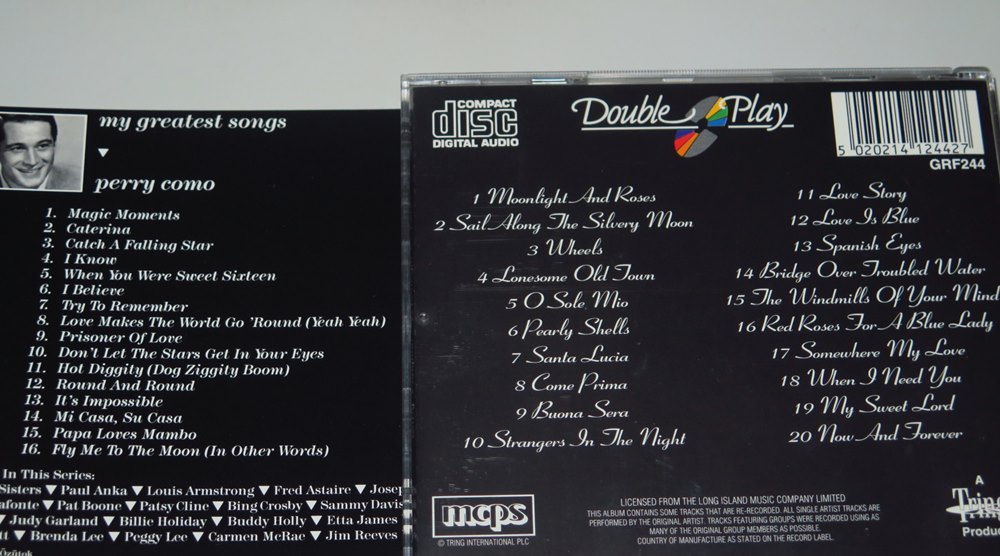 my greatest songs
perry como
1. Magic Moments
2. Caterina
3. Catch A Falling Star
4. I Know
5. When You Were Sweet Sixteen
6. I Believe
7. Try To Remember
8. Love Makes The World Go 'Round (Yeah Yeah)
9. Prisoner Of Love
10. Don't Let The Stars Get In Your Eyes
11. Hot Diggity (Dog Ziggity Boom)
12. Round And Round
13. It's Impossible
14. Mi Casa, Su Casa
15. Papa Loves Mambo
16. Fly Me To The Moon (In Other Words)
In This Series:
Sisters ▼ Paul Anka ▼ Louis Armstrong ▼ Fred Astaire ▼ Josep
afonte ▼ Pat Boone ▼ Patsy Cline ▼ Bing Crosby ▼ Sammy Davis
▼ Judy Garland ▼ Billie Holiday ▼ Buddy Holly ▼ Etta James
tt ▼ Brenda Lee ▼ Peggy Lee ▼ Carmen McRae ▼ Jim Reeves
COMPACT
disc
DIGITAL AUDIO
Double Play
5 020214 124427
GRF244
1 Moonlight And Roses
2 Sail Along The Silvery Moon
3 Wheels
4 Lonesome Old Town
5 O Sole Mio
6 Pearly Shells
7 Santa Lucia
8 Come Prima
9 Buona Sera
10 Strangers In The Night
11 Love Story
12 Love Is Blue
13 Spanish Eyes
14 Bridge Over Troubled Water
15 The Windmills Of Your Mind
16 Red Roses For A Blue Lady
17 Somewhere My Love
18 When I Need You
19 My Sweet Lord
20 Now And Forever
mcps
© TRING INTERNATIONAL PLC
LICENSED FROM THE LONG ISLAND MUSIC COMPANY LIMITED
THIS ALBUM CONTAINS SOME TRACKS THAT ARE RE-RECORDED. ALL SINGLE ARTIST TRACKS ARE
PERFORMED BY THE ORIGINAL ARTIST. TRACKS FEATURING GROUPS WERE RECORDED USING AS
MANY OF THE ORIGINAL GROUP MEMBERS AS POSSIBLE.
COUNTRY OF MANUFACTURE AS STATED ON THE RECORD LABEL.
A
Tring
Produc